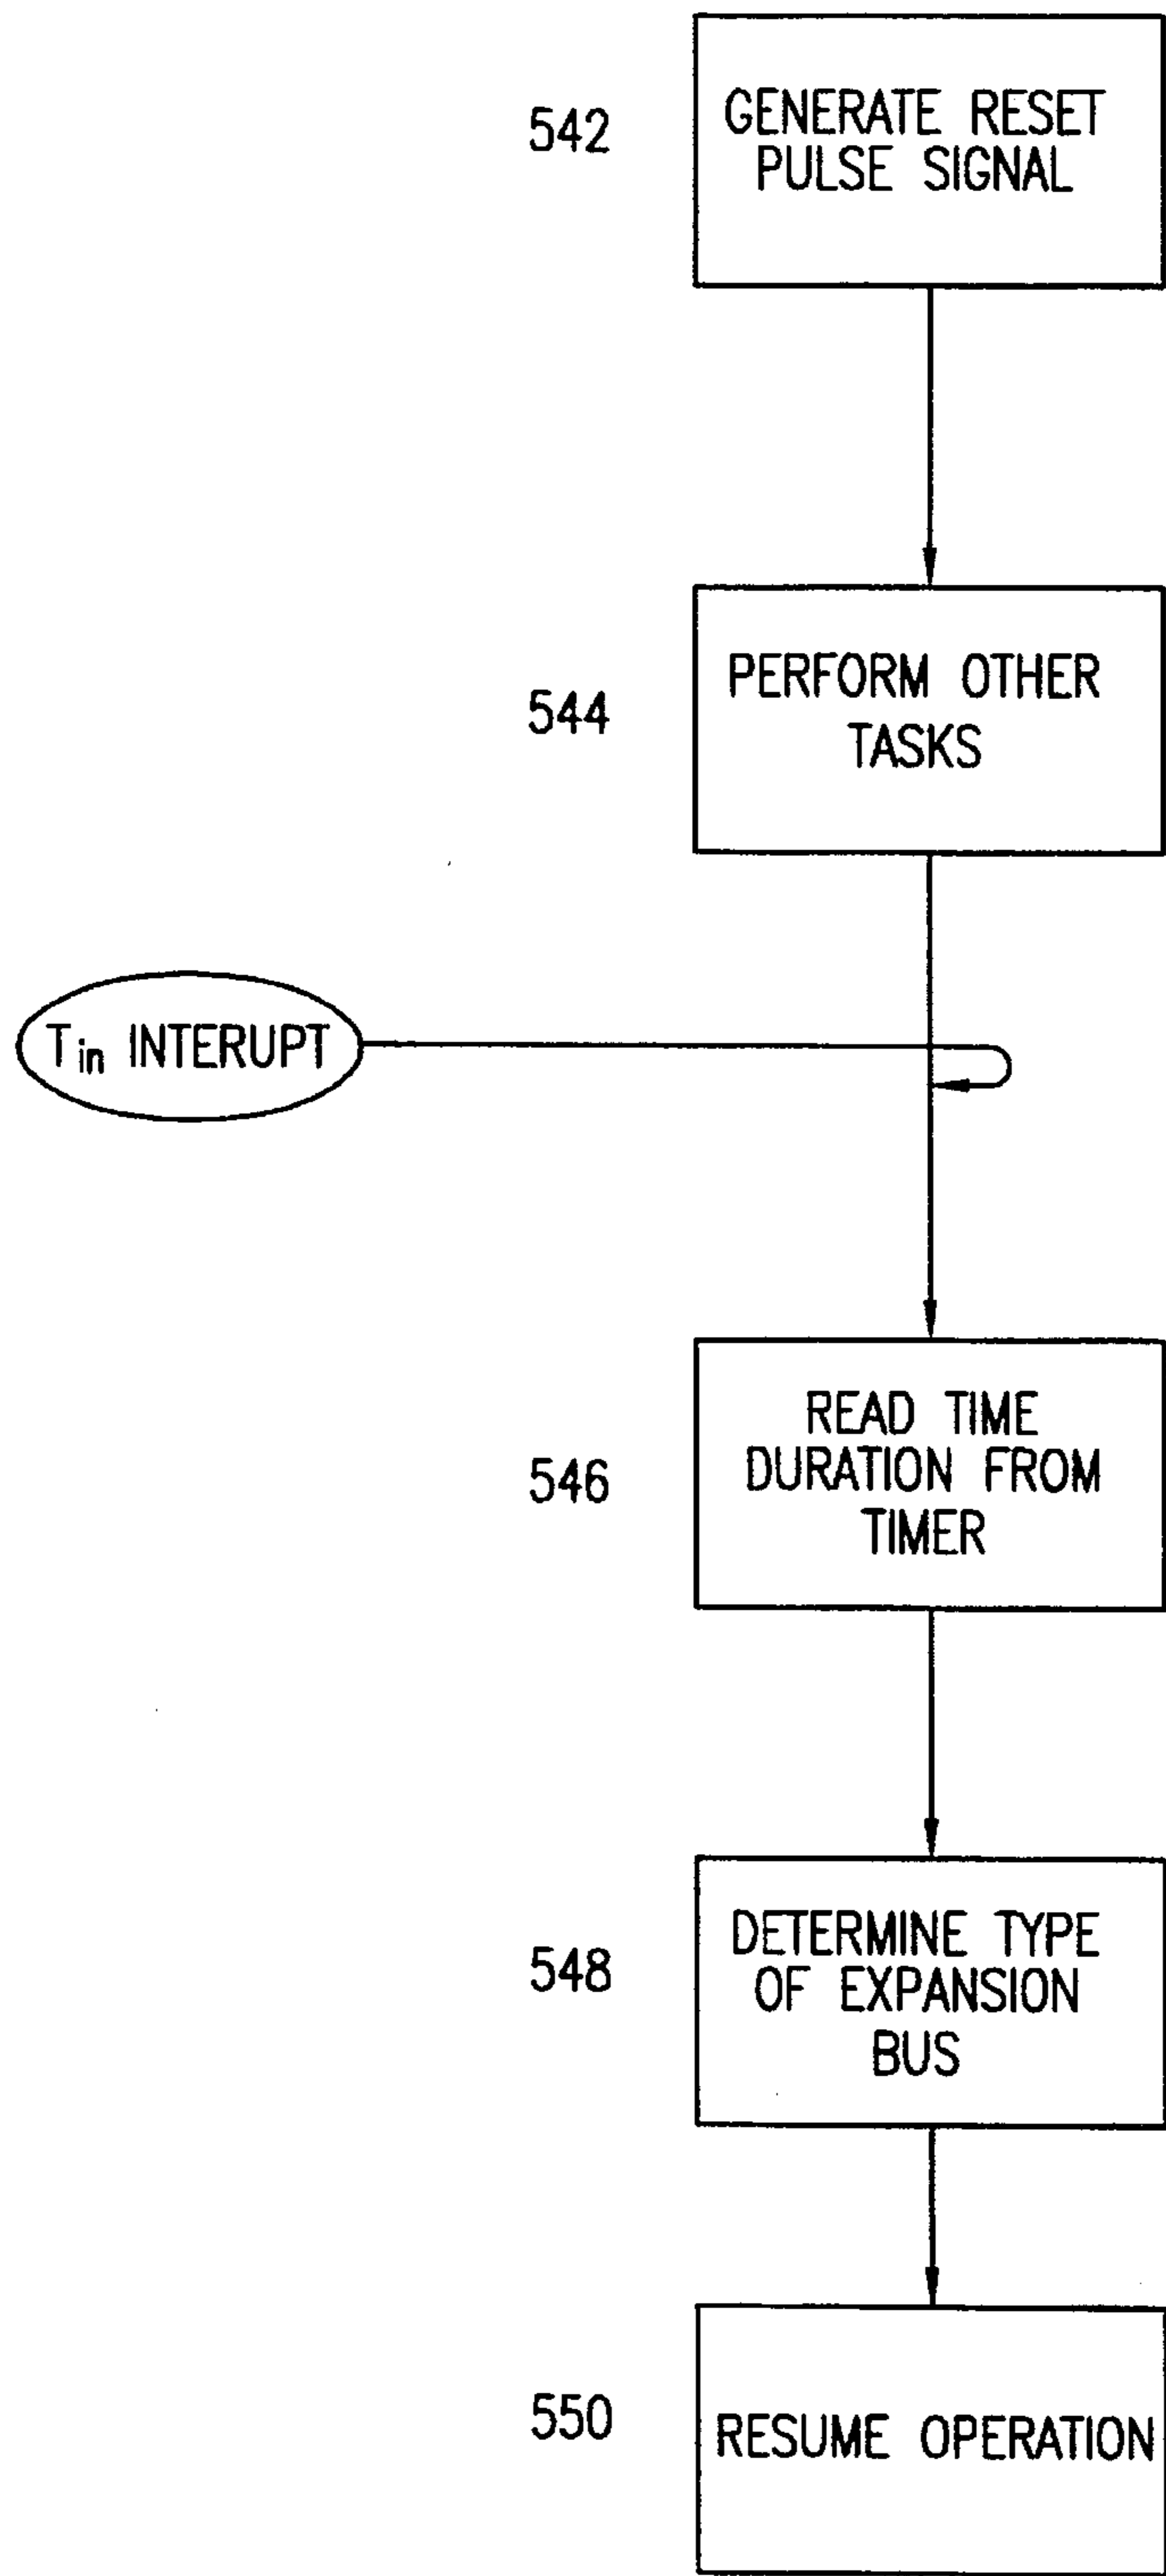 542
GENERATE RESET
PULSE SIGNAL
544
PERFORM OTHER
TASKS
Tin INTERUPT
546
READ TIME
DURATION FROM
TIMER
548
DETERMINE TYPE
OF EXPANSION
BUS
550
RESUME OPERATION